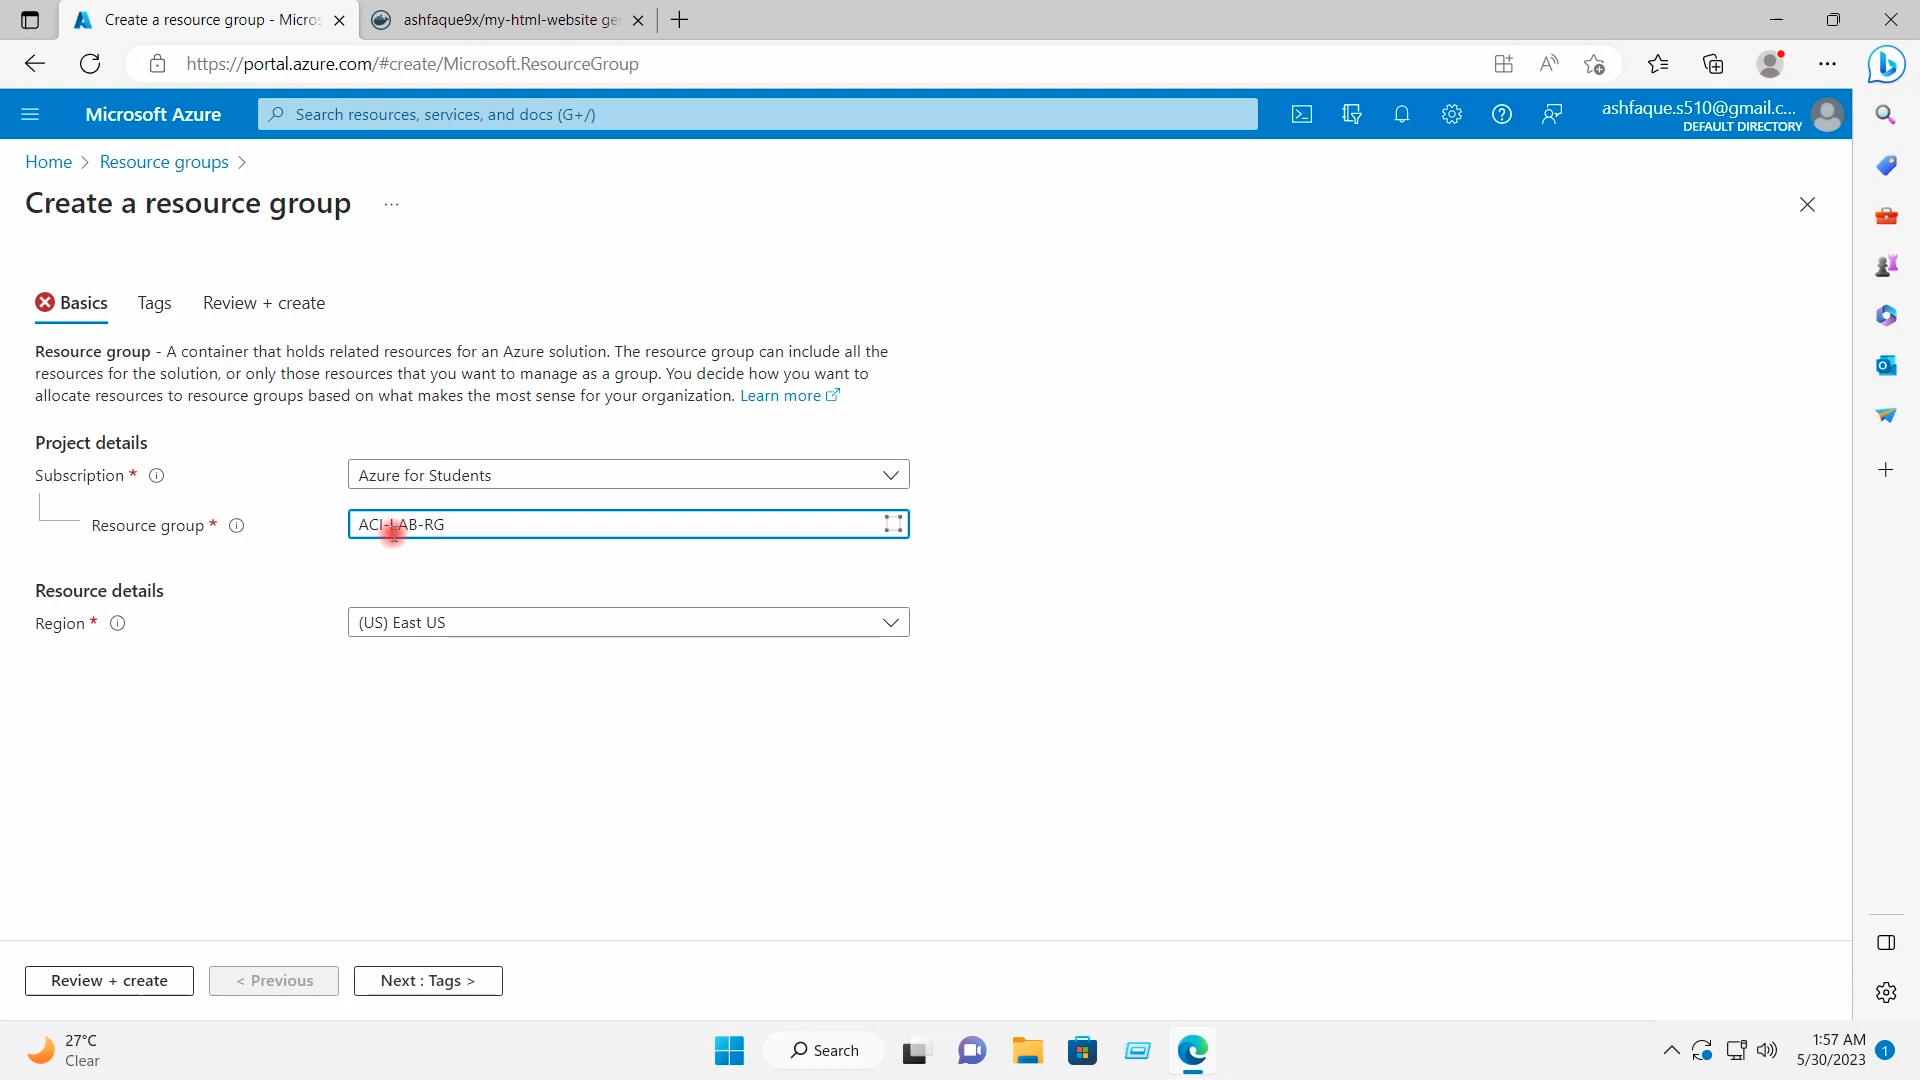 Create a resource group - Micros
ashfaque9x/my-html-website ge
https://portal.azure.com/#create/Microsoft.ResourceGroup
Microsoft Azure
Search resources, services, and docs (G+/)
ashfaque.s510@gmail.c...
DEFAULT DIRECTORY
Home > Resource groups >
Create a resource group ...
Basics Tags Review + create
Resource group - A container that holds related resources for an Azure solution. The resource group can include all the
resources for the solution, or only those resources that you want to manage as a group. You decide how you want to
allocate resources to resource groups based on what makes the most sense for your organization. Learn more
Project details
Subscription * Azure for Students
Resource group * ACI-LAB-RG
Resource details
Region * (US) East US
Review + create < Previous Next : Tags >
27°C
Clear
Search
1:57 AM
5/30/2023
1